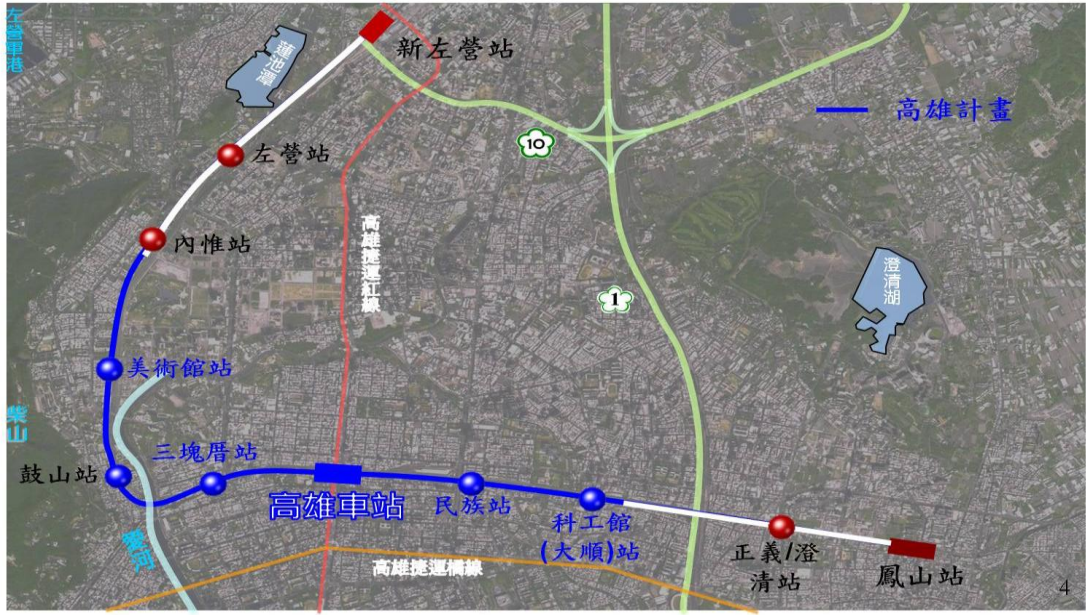 左營軍港
蓮池潭
新左營站
高雄計畫
10
左營站
內惟站
高雄捷運紅線
澄清湖
1
美術館站
柴山
三塊厝站
鼓山站
高雄車站
民族站
科工館
(大順)站
正義/澄
清站
鳳山站
愛河
高雄捷運橘線
4